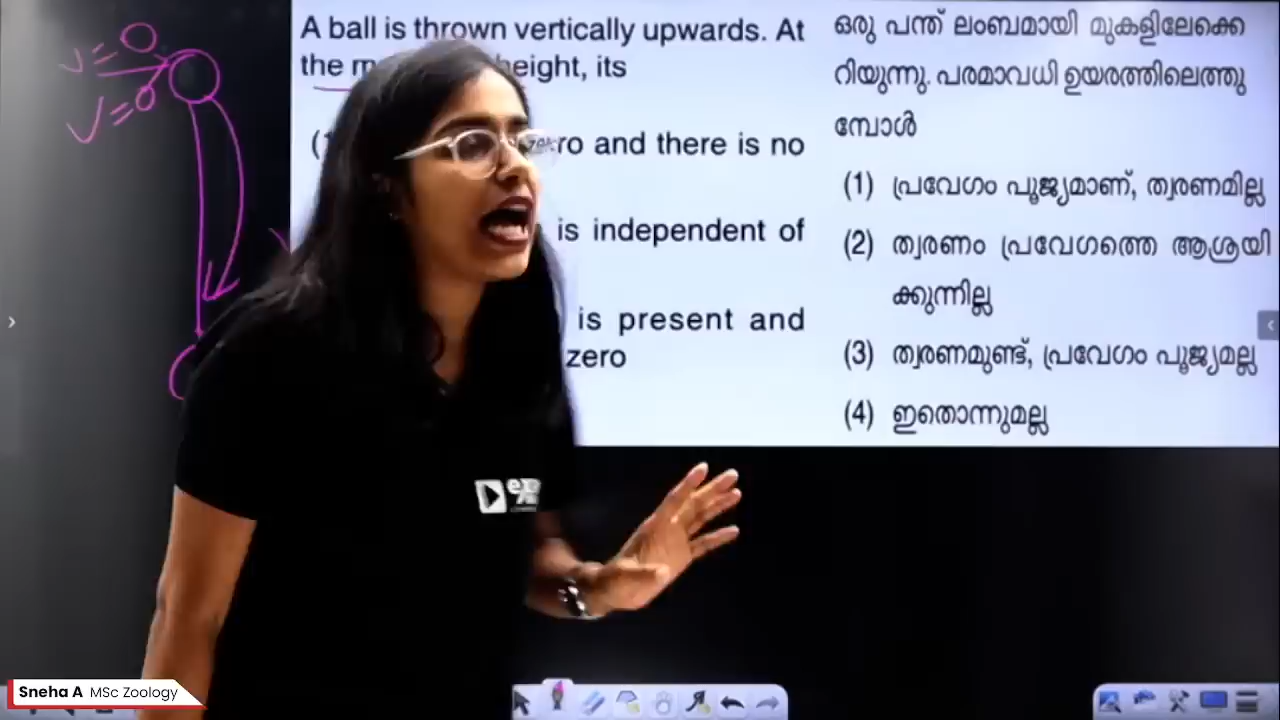 V=0
V=0
A ball is thrown vertically upwards. At
the height, its
and there is no
is independent of
is present and
zero
ഒരു പന്ത് ലംബമായി മുകളിലേക്കെ
റിയുന്നു. പരമാവധി ഉയരത്തിലെത്തു
മ്പോൾ
(1) പ്രവേഗം പൂജ്യമാണ്, ത്വരണമില്ല
(2) ത്വരണം പ്രവേഗത്തെ ആശ്രയി
ക്കുന്നില്ല
(3) ത്വരണമുണ്ട്, പ്രവേഗം പൂജ്യമല്ല
(4) ഇതൊന്നുമല്ല
Sneha A MSc Zoology